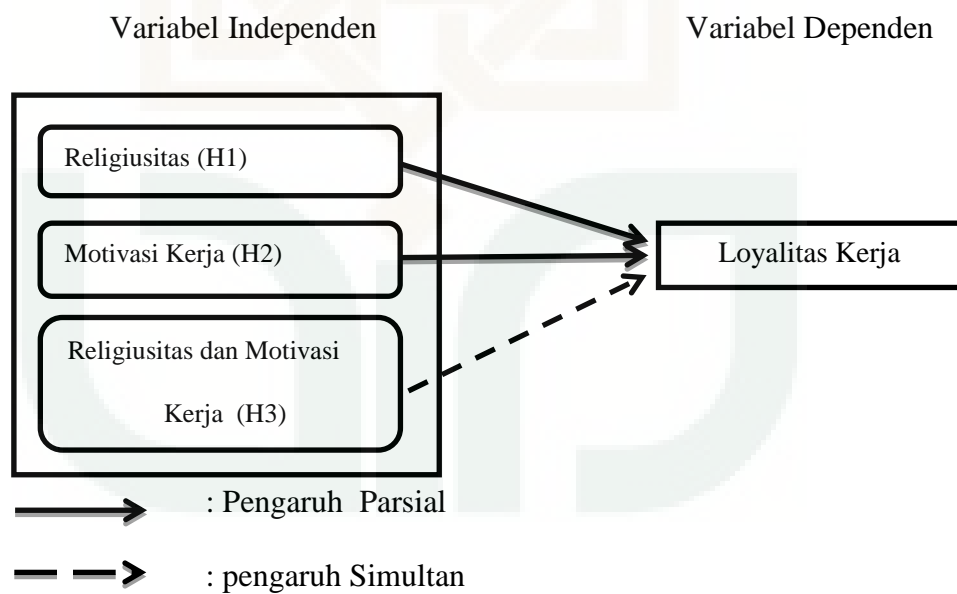 Variabel Independen
Variabel Dependen
Religiusitas (H1)
Motivasi Kerja (H2)
Religiusitas dan Motivasi
Kerja (H3)
Loyalitas Kerja
: Pengaruh Parsial
: pengaruh Simultan